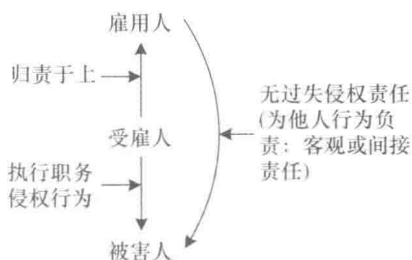 雇用人
归责于上
受雇人
执行职务
侵权行为
被害人
无过失侵权责任
(为他人行为负
责：客观或间接
责任)